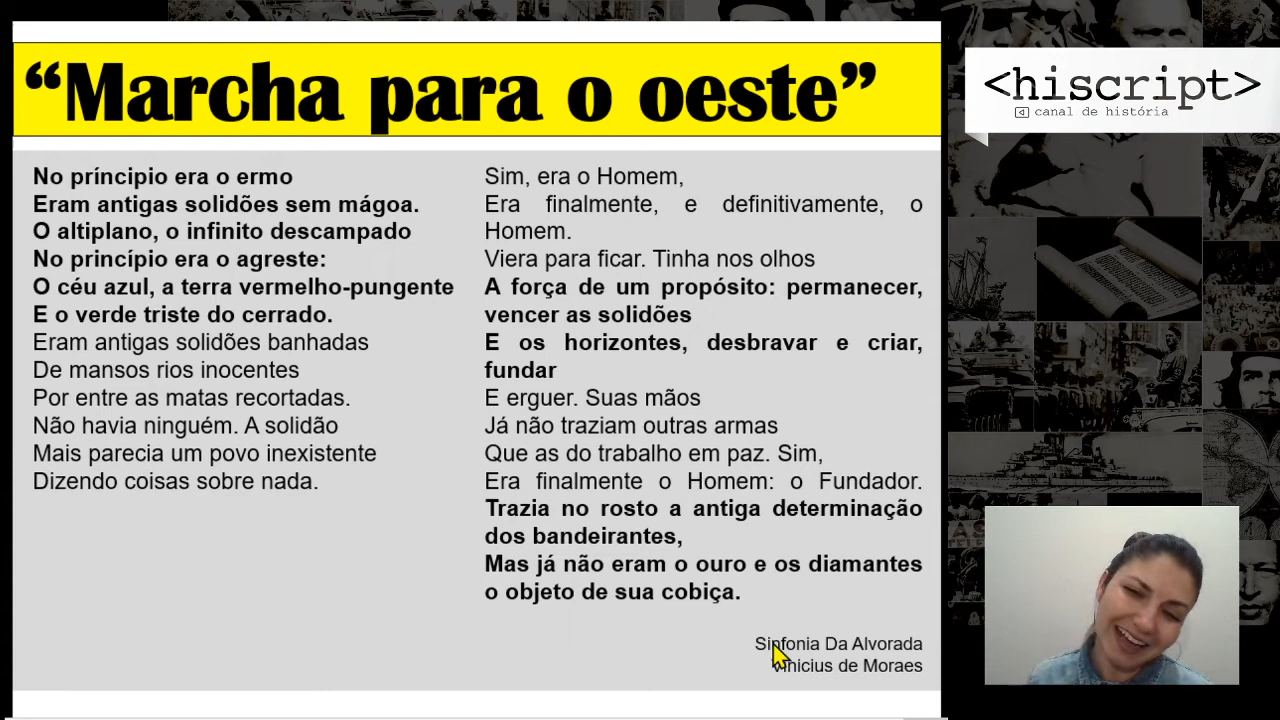 “Marcha para o oeste”
No príncipio era o ermo
Eram antigas solidões sem mágoa.
O altiplano, o infinito descampado
No princípio era o agreste:
O céu azul, a terra vermelho-pungente
E o verde triste do cerrado.
Eram antigas solidões banhadas
De mansos rios inocentes
Por entre as matas recortadas.
Não havia ninguém. A solidão
Mais parecia um povo inexistente
Dizendo coisas sobre nada.
Sim, era o Homem,
Era finalmente, e definitivamente, o
Homem.
Viera para ficar. Tinha nos olhos
A força de um propósito: permanecer,
vencer as solidões
E os horizontes, desbravar e criar,
fundar
E erguer. Suas mãos
Já não traziam outras armas
Que as do trabalho em paz. Sim,
Era finalmente o Homem: o Fundador.
Trazia no rosto a antiga determinação
dos bandeirantes,
Mas já não eram o ouro e os diamantes
o objeto de sua cobiça.
Sinfonia Da Alvorada
Vinicius de Moraes
<hiscript>
canal de história